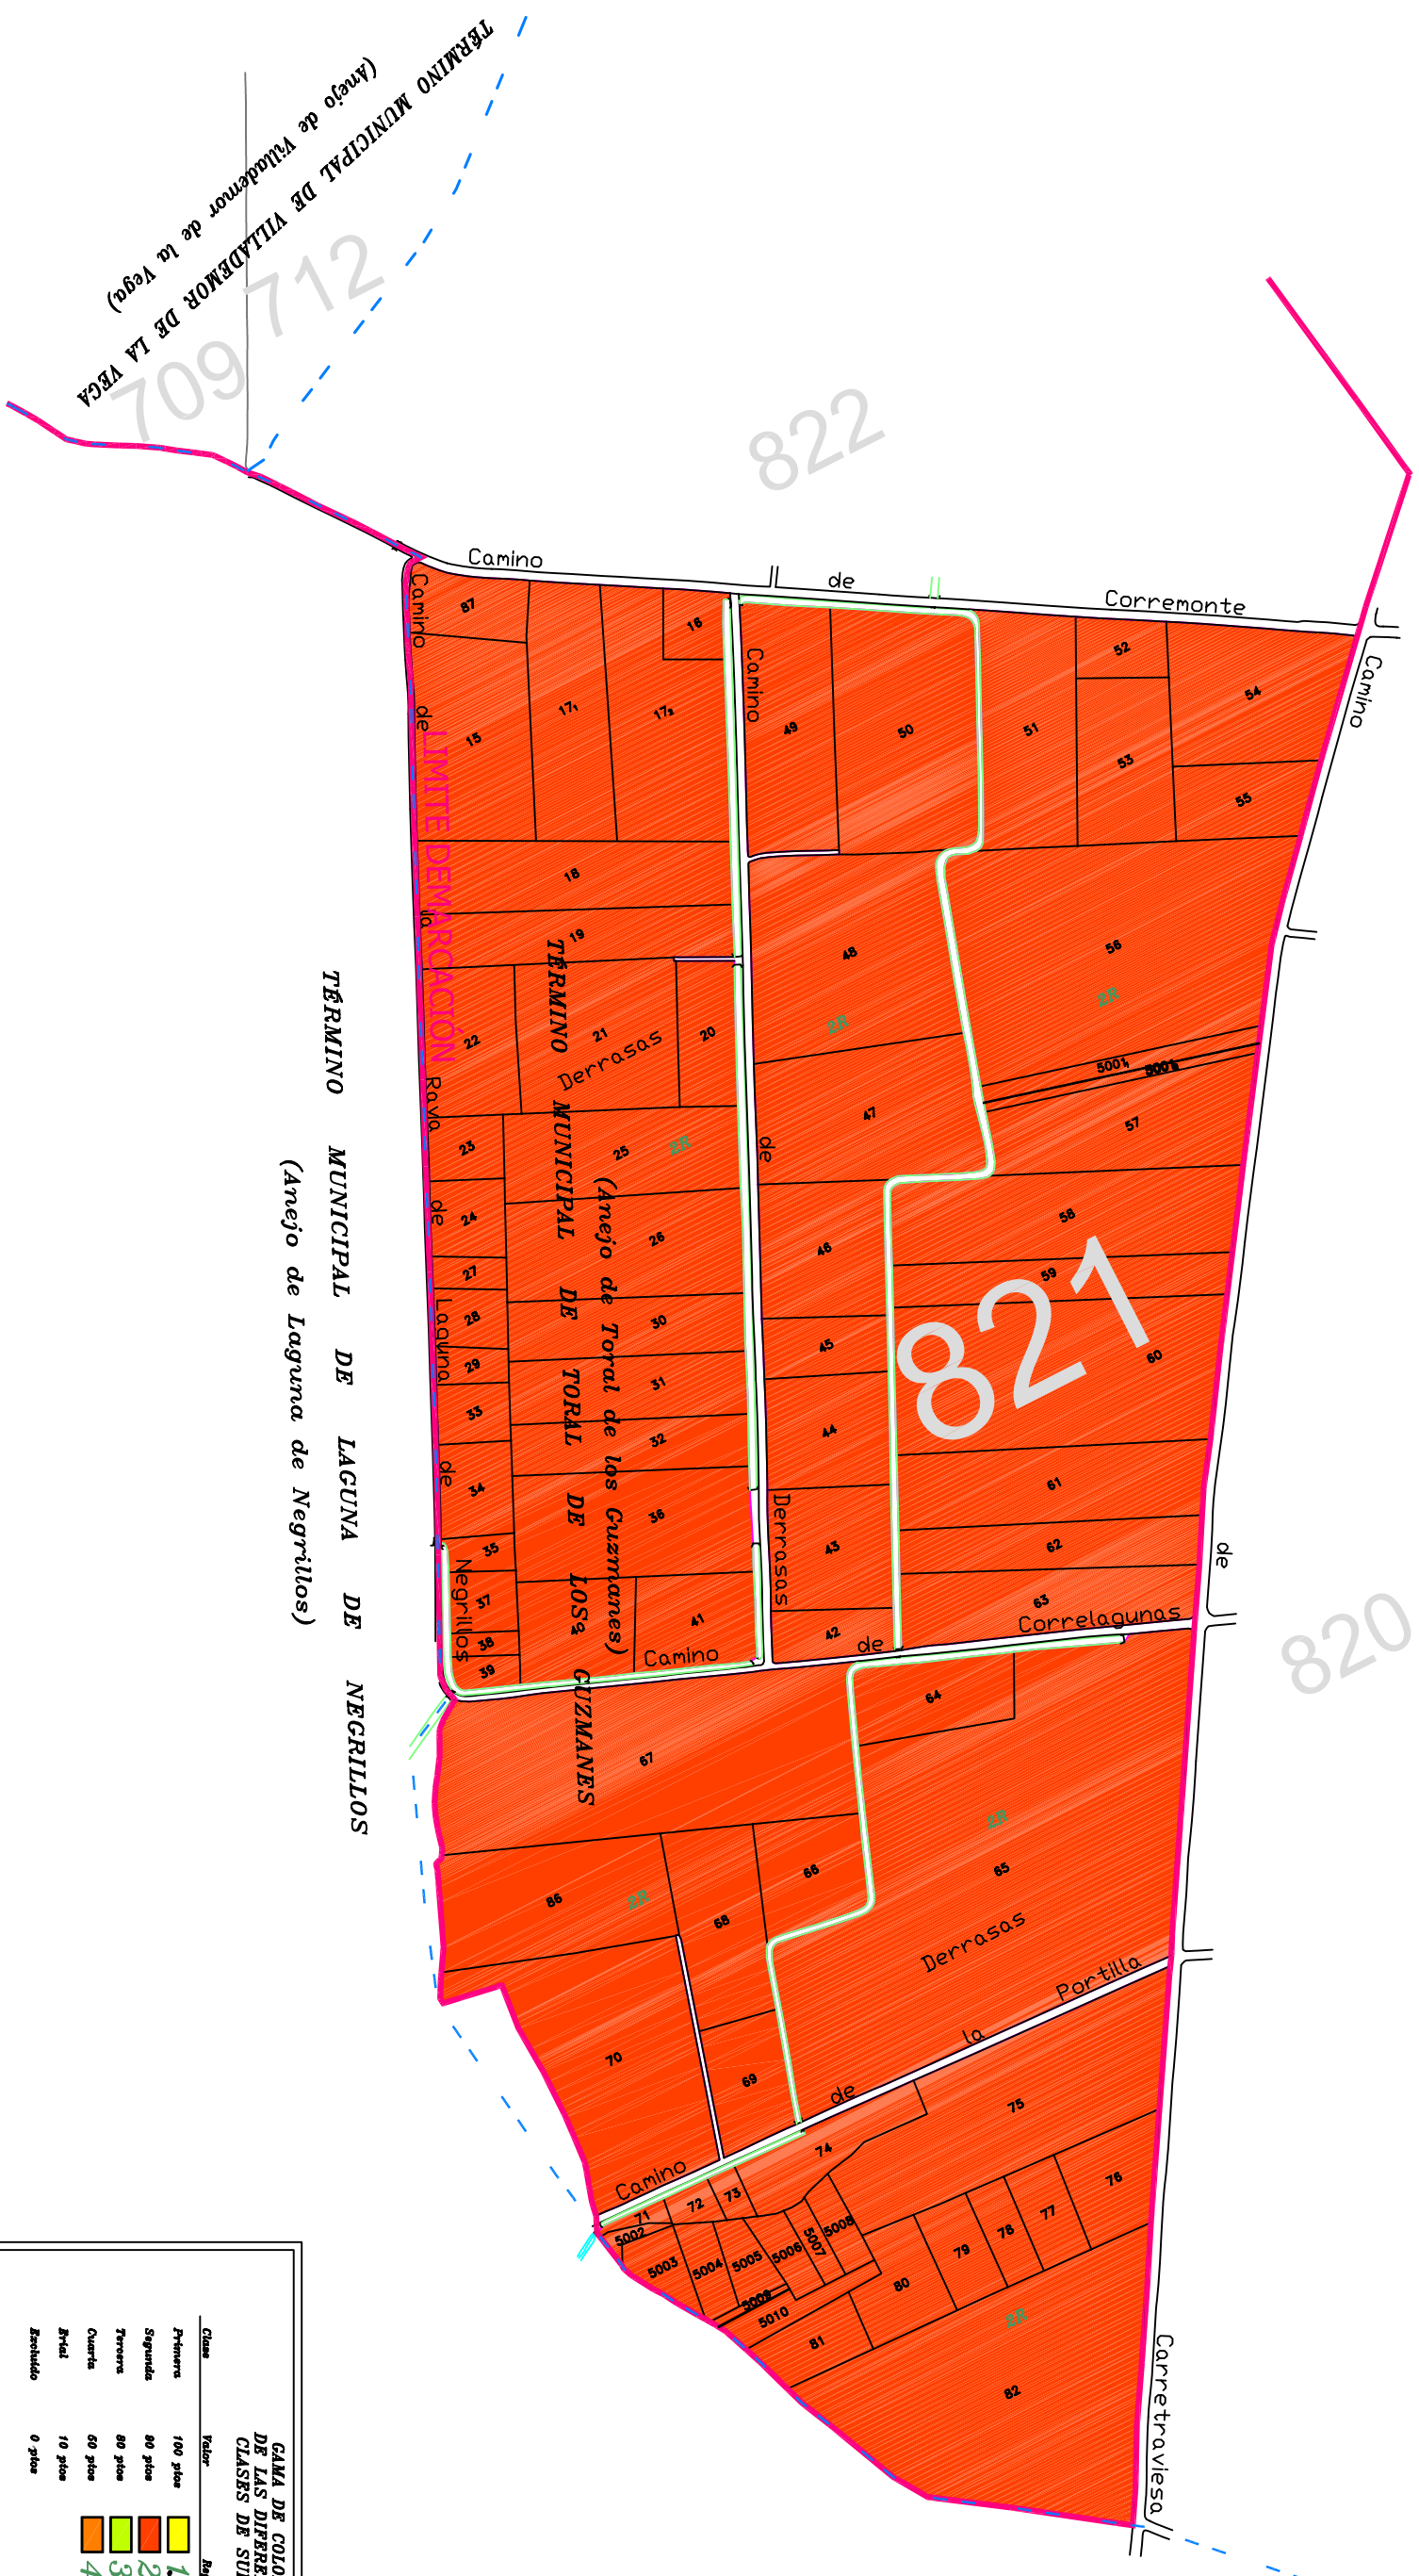 TÉRMINO MUNICIPAL DE VILLADEMOR DE LA VEGA
(Anejo de Villademor de la Vega)
712
709
822
Camino de Corremonte
Camino de Carretraviesa
Camino de la Raya de Laguna de Negrillos
LIMITE DEMARCACIÓN
Camino de Derrasas
87
16
52
54
15
17₁
17₂
49
50
51
53
55
18
19
48
56
2R
2R
22
21
20
Derrasas
5001
47
57
23
25
2R
24
26
46
58
27
59
28
30
45
60
29
31
821
33
32
44
34
36
61
35
43
62
37
41
63
38
42
39
TÉRMINO MUNICIPAL DE TORAL DE LOS GUZMANES
(Anejo de Toral de los Guzmanes)
TÉRMINO MUNICIPAL DE LAGUNA DE NEGRILLOS
(Anejo de Laguna de Negrillos)
820
Camino de Correlagunas
64
67
2R
65
66
86
2R
68
Derrasas
70
69
Camino de la Portilla
75
74
76
73
72
71
77
78
79
80
5002
5003
5004
5005
5006
5007
5008
5009
5010
81
2R
82
GAMA DE COLO
DE LAS DIFERE
CLASES DE SU
Clase Valor
Primera 100 ptos 1
Segunda 90 ptos 2
Tercera 80 ptos 3
Cuarta 60 ptos 4
Erial 10 ptos
Excluido 0 ptos